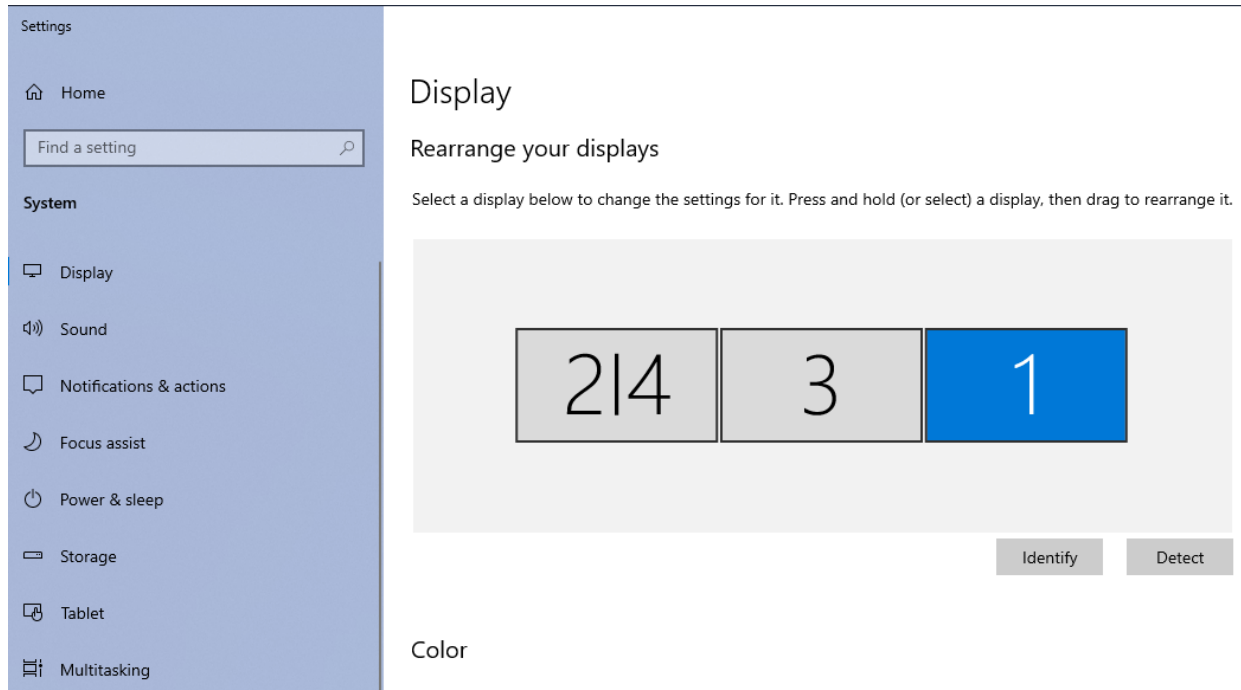 Settings
Home
Find a setting
System
Display
Sound
Notifications & actions
Focus assist
Power & sleep
Storage
Tablet
Multitasking
Display
Rearrange your displays
Select a display below to change the settings for it. Press and hold (or select) a display, then drag to rearrange it.
2|4 3 1
Identify Detect
Color